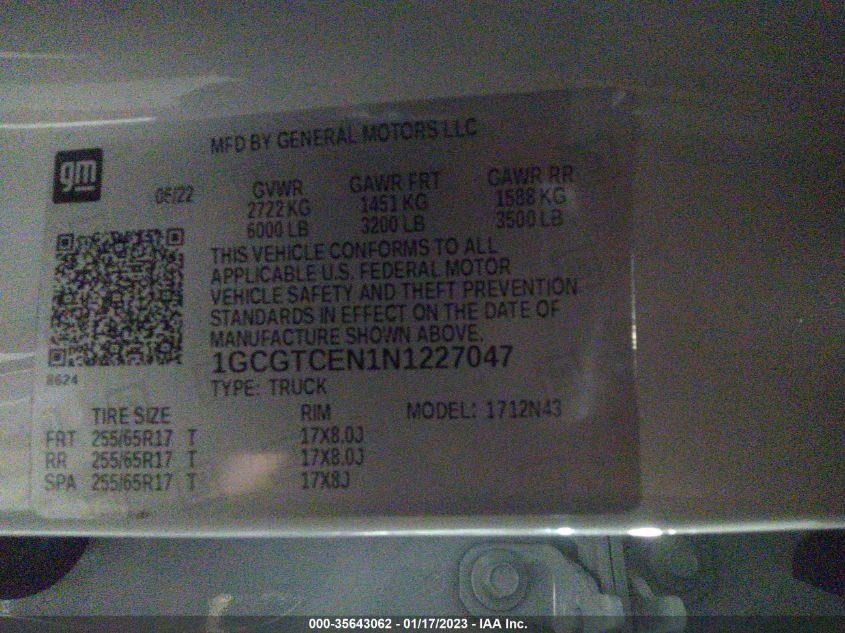 MFD BY GENERAL MOTORS LLC
gm
05/22
GVWR GAWR FRT GAWR RR
2722 KG 1451 KG 1588 KG
6000 LB 3200 LB 3500 LB
THIS VEHICLE CONFORMS TO ALL
APPLICABLE U.S. FEDERAL MOTOR
VEHICLE SAFETY AND THEFT PREVENTION
STANDARDS IN EFFECT ON THE DATE OF
MANUFACTURE SHOWN ABOVE.
1GCGTCEN1N1227047
8624
TYPE: TRUCK
TIRE SIZE RIM MODEL: 1712N43
FRT 255/65R17 T 17X8.0J
RR 255/65R17 T 17X8.0J
SPA 255/65R17 T 17X8J
000-35643062 - 01/17/2023 - IAA Inc.